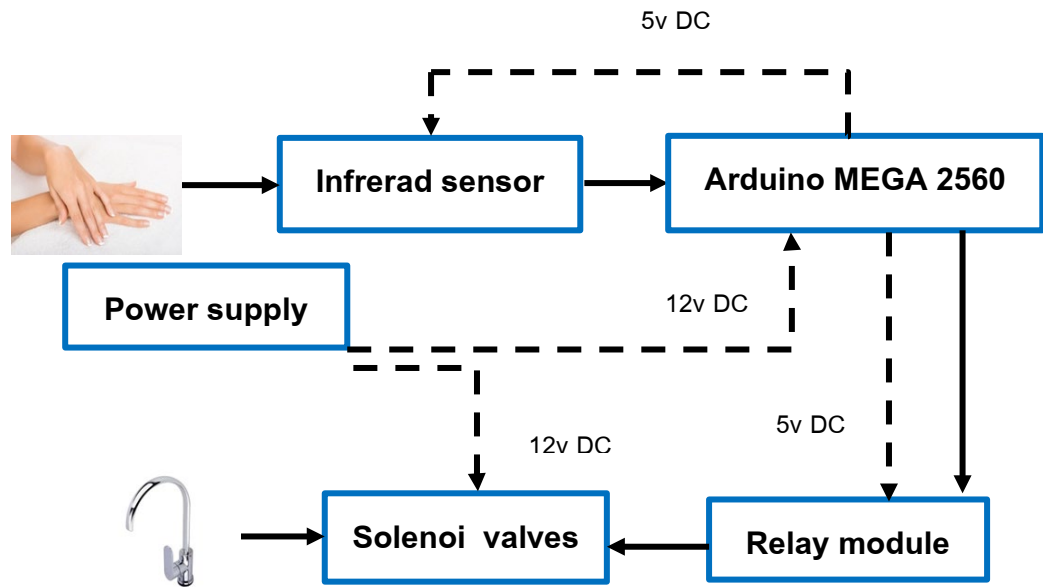 5v DC
Infrerad sensor
Arduino MEGA 2560
Power supply
12v DC
5v DC
12v DC
Solenoi valves
Relay module